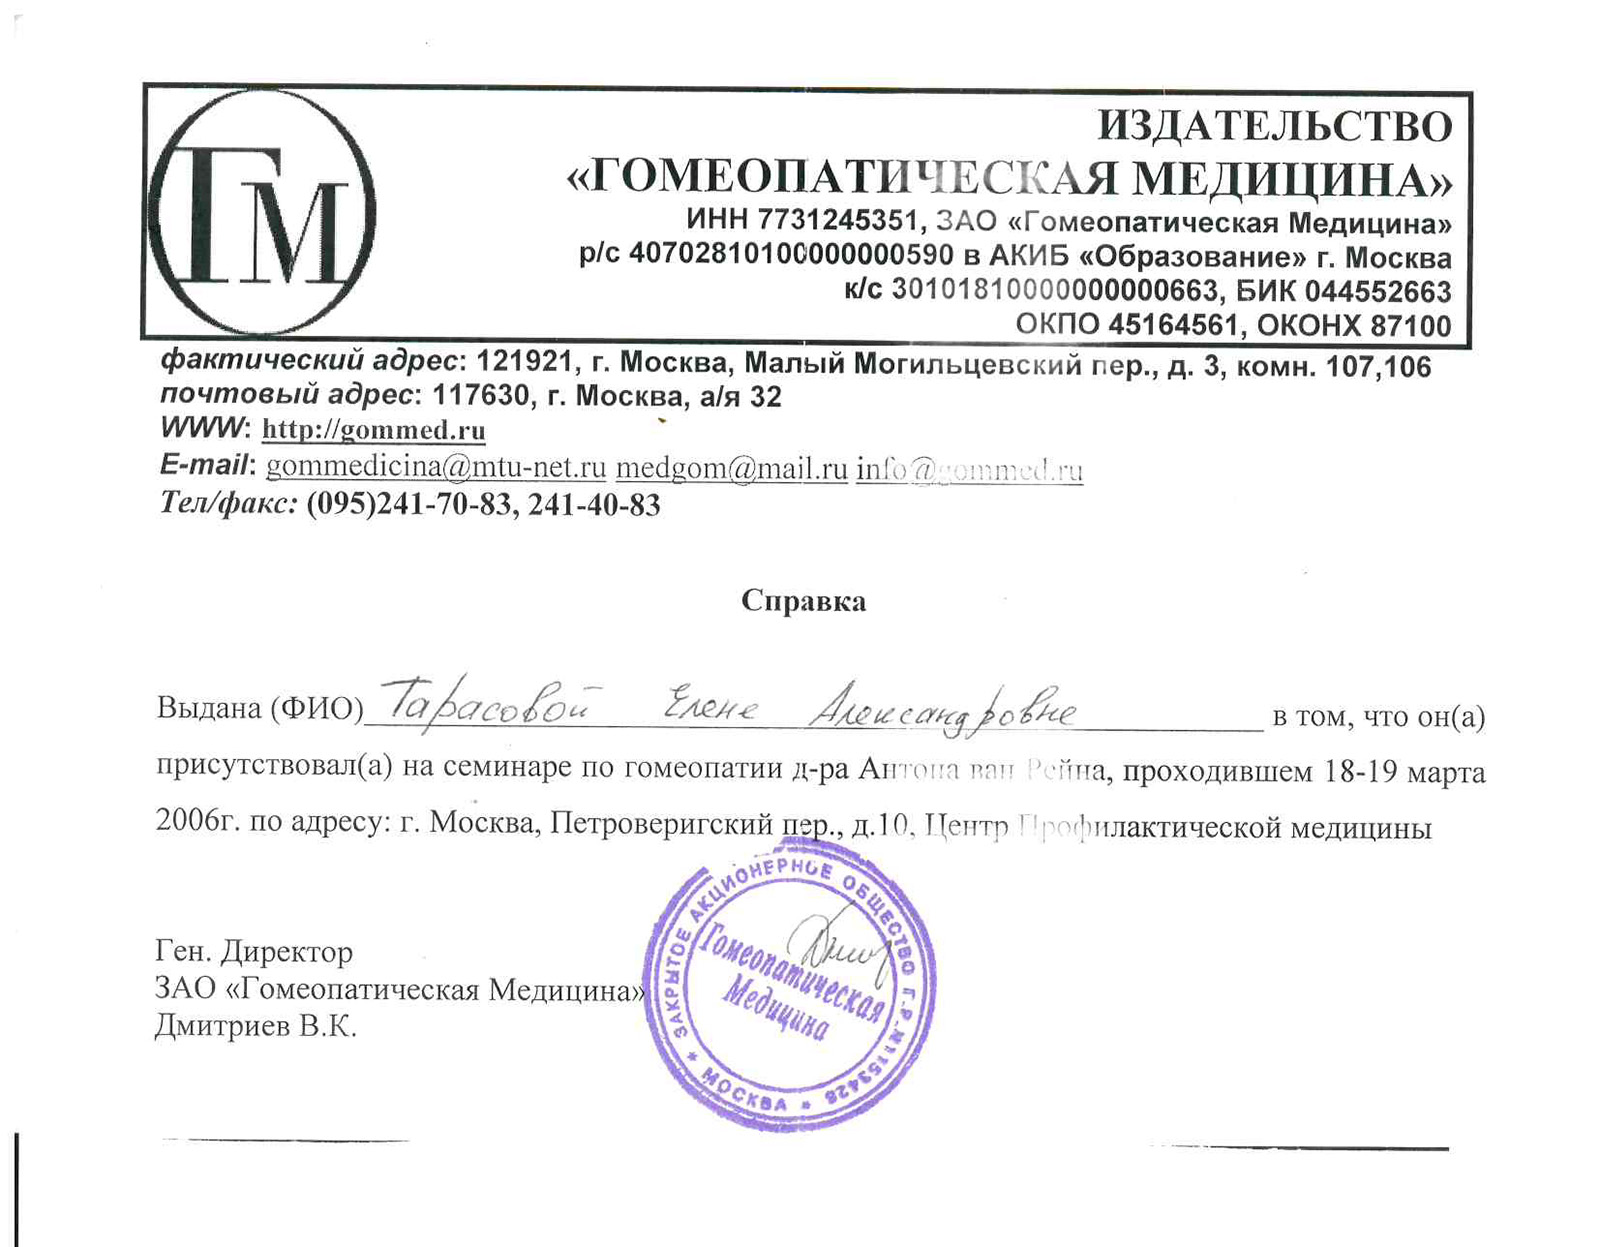 ГМ
ИЗДАТЕЛЬСТВО
«ГОМЕОПАТИЧЕСКАЯ МЕДИЦИНА»
ИНН 7731245351, ЗАО «Гомеопатическая Медицина»
р/с 40702810100000000590 в АКИБ «Образование» г. Москва
к/с 30101810000000000663, БИК 044552663
ОКПО 45164561, ОКОНХ 87100
фактический адрес: 121921, г. Москва, Малый Могильцевский пер., д. 3, комн. 107,106
почтовый адрес: 117630, г. Москва, а/я 32
WWW: http://gommed.ru
E-mail: gommedicina@mtu-net.ru medgom@mail.ru info@gommed.ru
Тел/факс: (095)241-70-83, 241-40-83
Справка
Выдана (ФИО) Тарасовой Елене Александровне в том, что он(а)
присутствовал(а) на семинаре по гомеопатии д-ра Антона ван Рейна, проходившем 18-19 марта
2006г. по адресу: г. Москва, Петроверигский пер., д.10, Центр Профилактической медицины
Ген. Директор
ЗАО «Гомеопатическая Медицина»
Дмитриев В.К.
ЗАКРЫТОЕ АКЦИОНЕРНОЕ ОБЩЕСТВО Г.Р.№1153428 * МОСКВА *
Гомеопатическая
Медицина